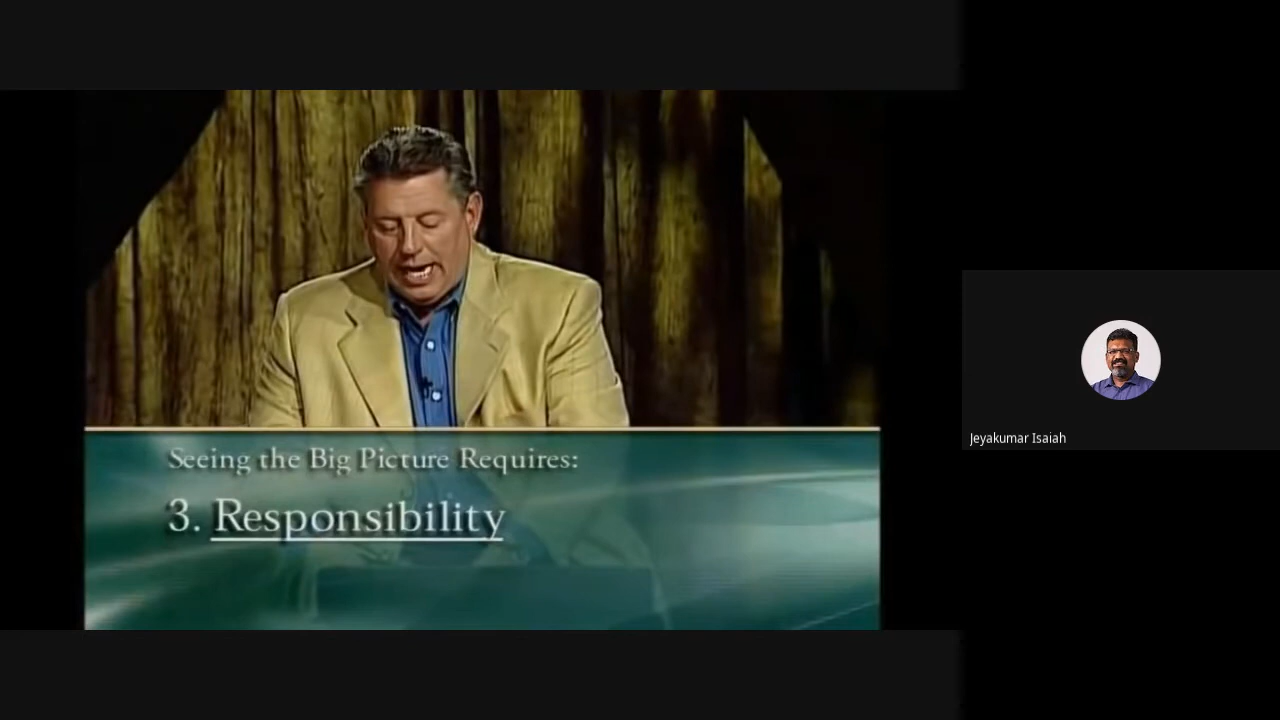 Seeing the Big Picture Requires:
3. Responsibility
Jeyakumar Isaiah